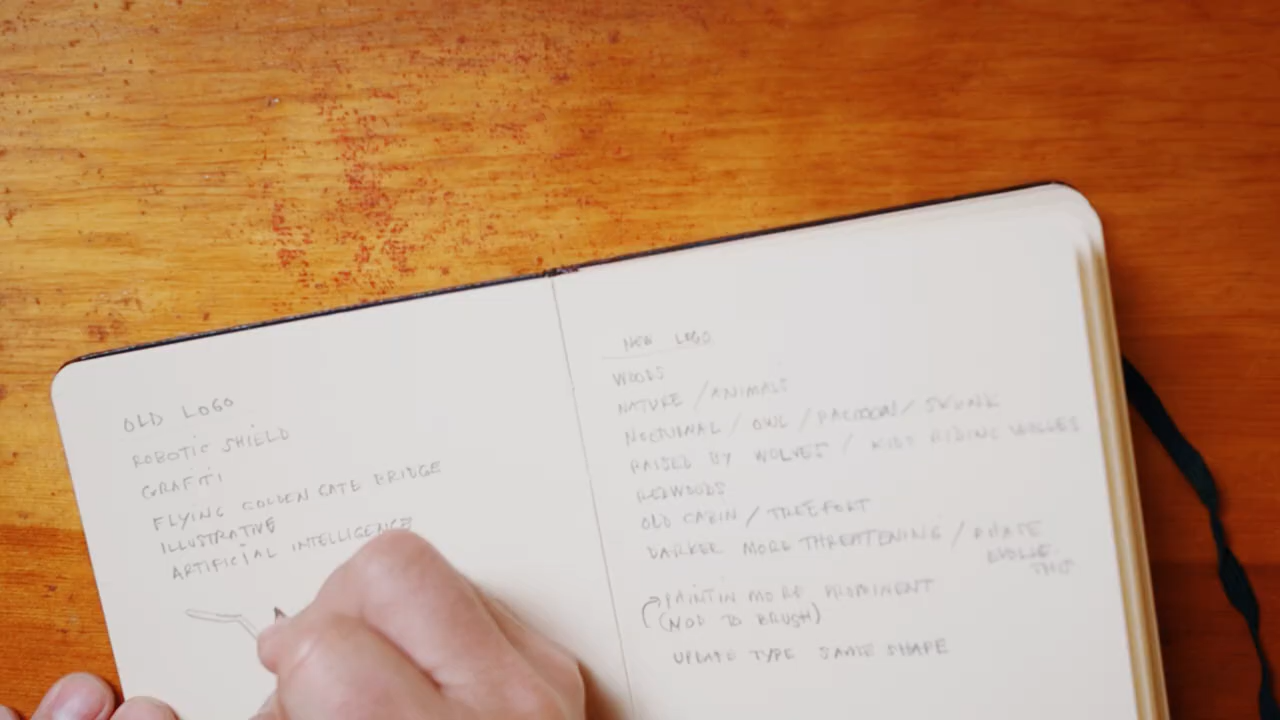 OLD LOGO
ROBOTIC SHIELD
GRAFITI
FLYING GOLDEN GATE BRIDGE
ILLUSTRATIVE
ARTIFICIAL INTELLIGENCE
NEW LOGO
WOODS
NATURE / ANIMALS
NOCTURNAL / OWL / RACOOON / SKUNK
RAISED BY WOLVES / KIDS RIDING WOLVES
REDWOODS
OLD CABIN / TREEFORT
DARKER MORE THREATENING /
PAINT IN MORE PROMINENT
(NOD TO BRUSH)
UPDATE TYPE SAME SHAPE